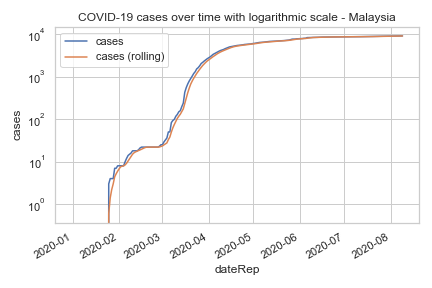 COVID-19 cases over time with logarithmic scale - Malaysia
cases
cases (rolling)
10⁴
10³
10²
10¹
10⁰
cases
2020-01
2020-02
2020-03
2020-04
2020-05
2020-06
2020-07
2020-08
dateRep